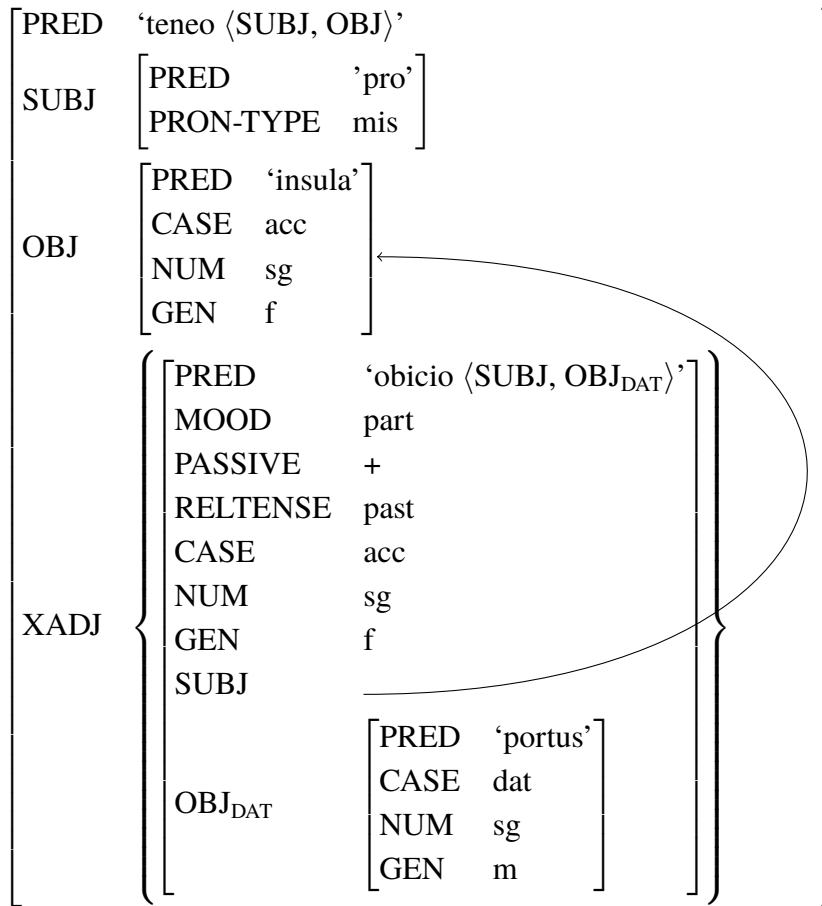 PRED ‘teneo ⟨SUBJ, OBJ⟩’
SUBJ
PRED ’pro’
PRON-TYPE mis
OBJ
PRED ‘insula’
CASE acc
NUM sg
GEN f
XADJ
PRED ‘obicio ⟨SUBJ, OBJ_DAT⟩’
MOOD part
PASSIVE +
RELTENSE past
CASE acc
NUM sg
GEN f
SUBJ
OBJ_DAT
PRED ‘portus’
CASE dat
NUM sg
GEN m